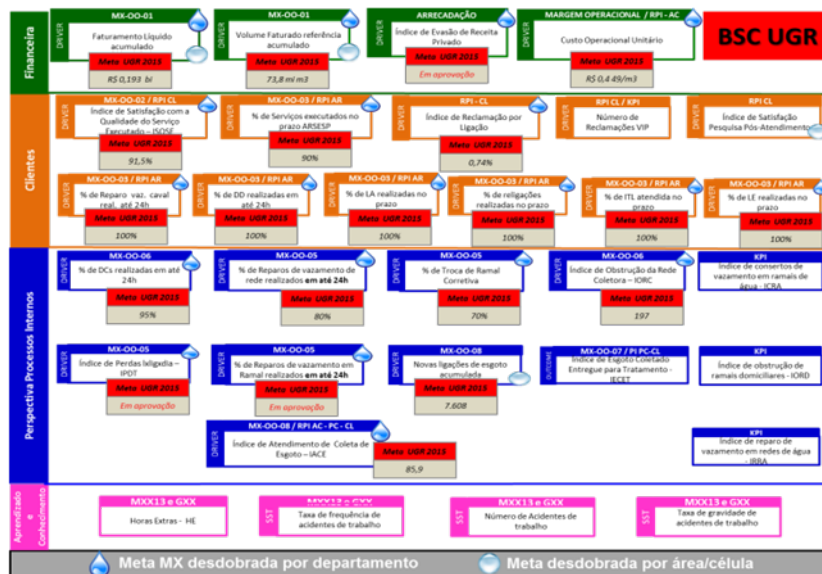 BSC UGR
Financeira
DRIVER
MX-OO-01
Faturamento Líquido
acumulado
Meta UGR 2015
R$ 0,193 bi
DRIVER
MX-OO-01
Volume Faturado referência
acumulado
Meta UGR 2015
73,8 mi m3
DRIVER
ARRECADAÇÃO
Índice de Evasão de Receita
Privado
Meta UGR 2015
Em aprovação
DRIVER
MARGEM OPERACIONAL / RPI - AC
Custo Operacional Unitário
Meta UGR 2015
R$ 0,449/m3
Clientes
DRIVER
MX-OO-02 / RPI CL
Índice de Satisfação com a
Qualidade do Serviço
Executado – ISQSE
Meta UGR 2015
91,5%
DRIVER
MX-OO-03 / RPI AR
% de Serviços executados no
prazo ARSESP
Meta UGR 2015
90%
DRIVER
RPI - CL
Índice de Reclamação por
Ligação
Meta UGR 2015
0,74%
DRIVER
RPI CL / KPI
Número de
Reclamações VIP
DRIVER
RPI CL
Índice de Satisfação
Pesquisa Pós-Atendimento
DRIVER
MX-OO-03 / RPI AR
% de Reparo vaz. caval
real. até 24h
Meta UGR 2015
100%
DRIVER
MX-OO-03 / RPI AR
% de DD realizadas em
até 24h
Meta UGR 2015
100%
DRIVER
MX-OO-03 / RPI AR
% de LA realizadas no
prazo
Meta UGR 2015
100%
DRIVER
MX-OO-03 / RPI AR
% de religações
realizadas no prazo
Meta UGR 2015
100%
DRIVER
MX-OO-03 / RPI AR
% de ITL atendida no
prazo
Meta UGR 2015
100%
DRIVER
MX-OO-03 / RPI AR
% de LE realizadas no
prazo
Meta UGR 2015
100%
Perspectiva Processos Internos
DRIVER
MX-OO-06
% de DCs realizadas em até
24h
Meta UGR 2015
95%
DRIVER
MX-OO-05
% de Reparos de vazamento de
rede realizados em até 24h
Meta UGR 2015
80%
DRIVER
MX-OO-05
% de Troca de Ramal
Corretiva
Meta UGR 2015
70%
DRIVER
MX-OO-06
Índice de Obstrução da Rede
Coletora – IORC
Meta UGR 2015
197
KPI
Índice de consertos de
vazamento em ramais de
água - ICRA
DRIVER
MX-OO-05
Índice de Perdas
IPDT
Meta UGR 2015
Em aprovação
DRIVER
MX-OO-05
% de Reparos de vazamento em
Ramal realizados em até 24h
Meta UGR 2015
Em aprovação
DRIVER
MX-OO-08
Novas ligações de esgoto
acumulada
Meta UGR 2015
7.608
OUTCOME
MX-OO-07 / PI PC-CL
Índice de Esgoto Coletado
Entregue para Tratamento -
IECET
KPI
Índice de obstrução de
ramais domiciliares - IORD
DRIVER
MX-OO-08 / RPI AC - PC - CL
Índice de Atendimento de Coleta de
Esgoto – IACE
Meta UGR 2015
85,9
KPI
Índice de reparo de
vazamento em redes de
água - IRRA
Aprendizado
e
Conhecimento
MXX13 e GXX
Horas Extras - HE
SST
MXX13 e GXX
Taxa de frequência de
acidentes de trabalho
SST
MXX13 e GXX
Número de Acidentes de
trabalho
SST
MXX13 e GXX
Taxa de gravidade de
acidentes de trabalho
Meta MX desdobrada por departamento
Meta desdobrada por área/célula